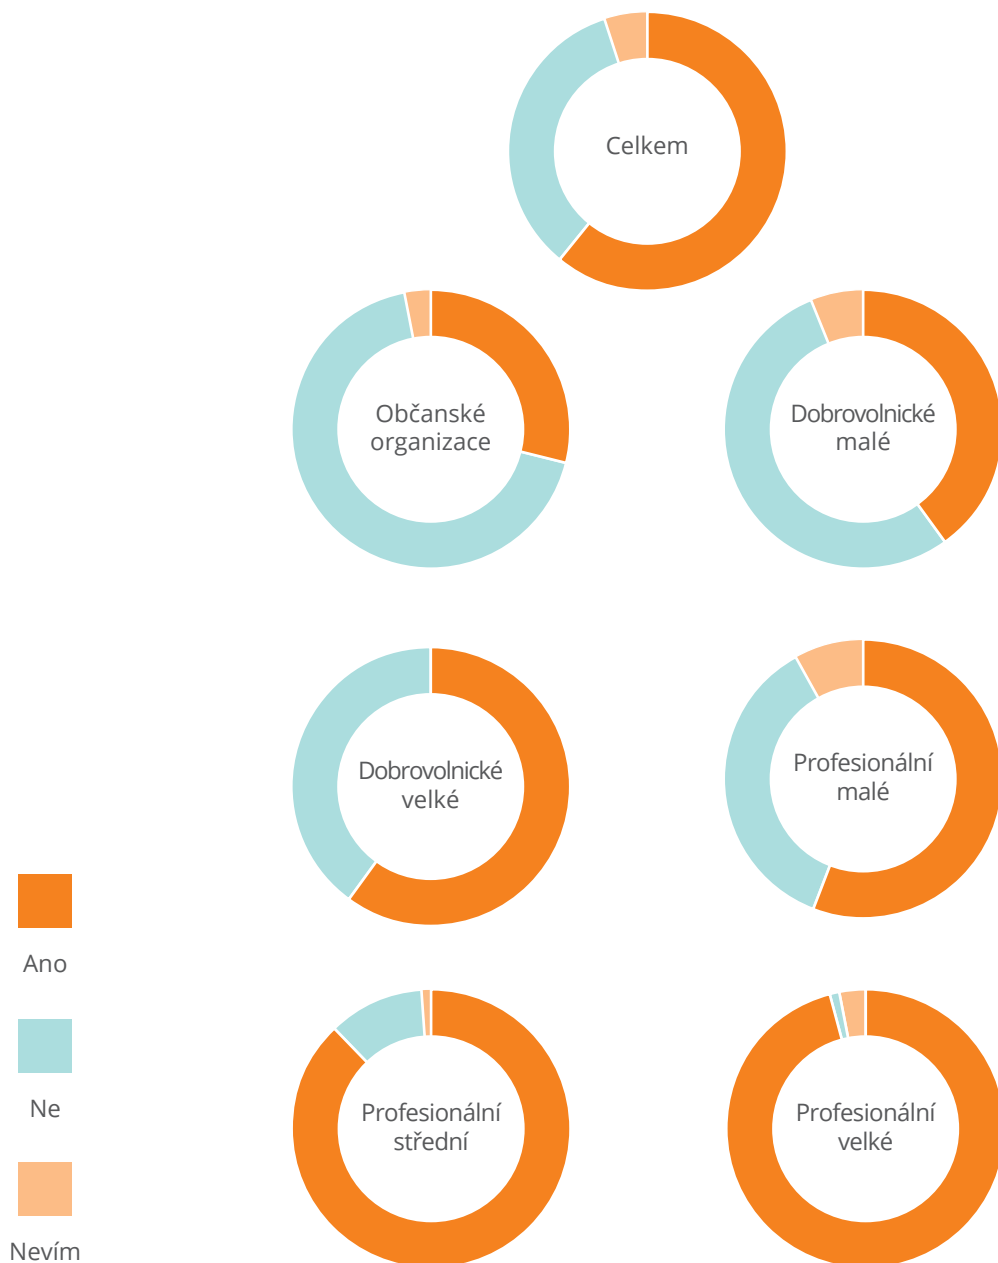 Celkem
Občanské
organizace
Dobrovolnické
malé
Dobrovolnické
velké
Profesionální
malé
Ano
Profesionální
střední
Profesionální
velké
Ne
Nevím